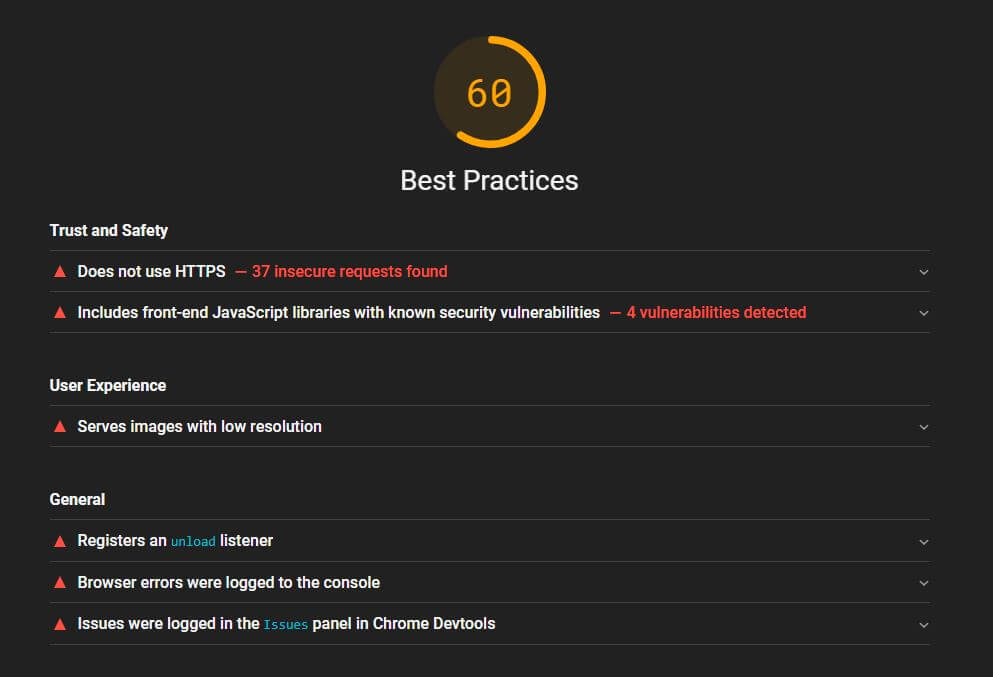 60
Best Practices
Trust and Safety
Does not use HTTPS — 37 insecure requests found
Includes front-end JavaScript libraries with known security vulnerabilities — 4 vulnerabilities detected
User Experience
Serves images with low resolution
General
Registers an unload listener
Browser errors were logged to the console
Issues were logged in the Issues panel in Chrome Devtools